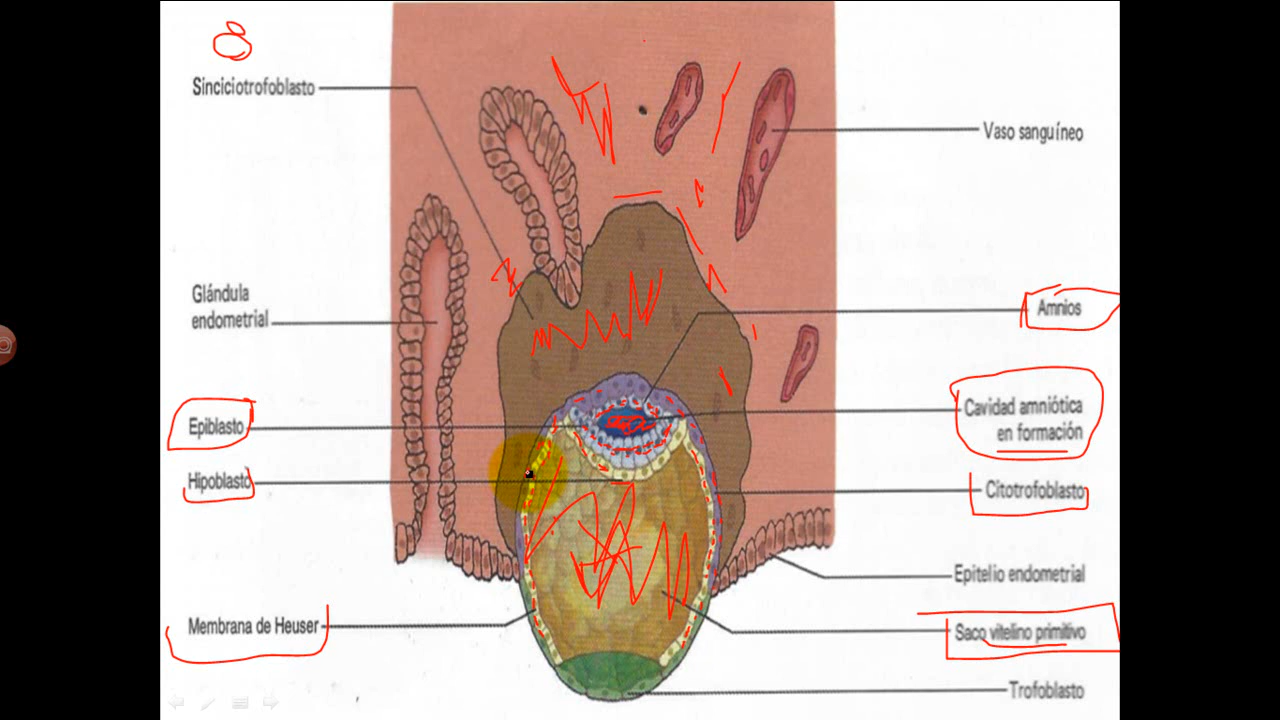 8
Sinciciotrofoblasto
Vaso sanguíneo
Glándula
endometrial
Amnios
Epiblasto
Cavidad amniótica
en formación
Hipoblasto
Citotrofoblasto
Epitelio endometrial
Membrana de Heuser
Saco vitelino primitivo
Trofoblasto